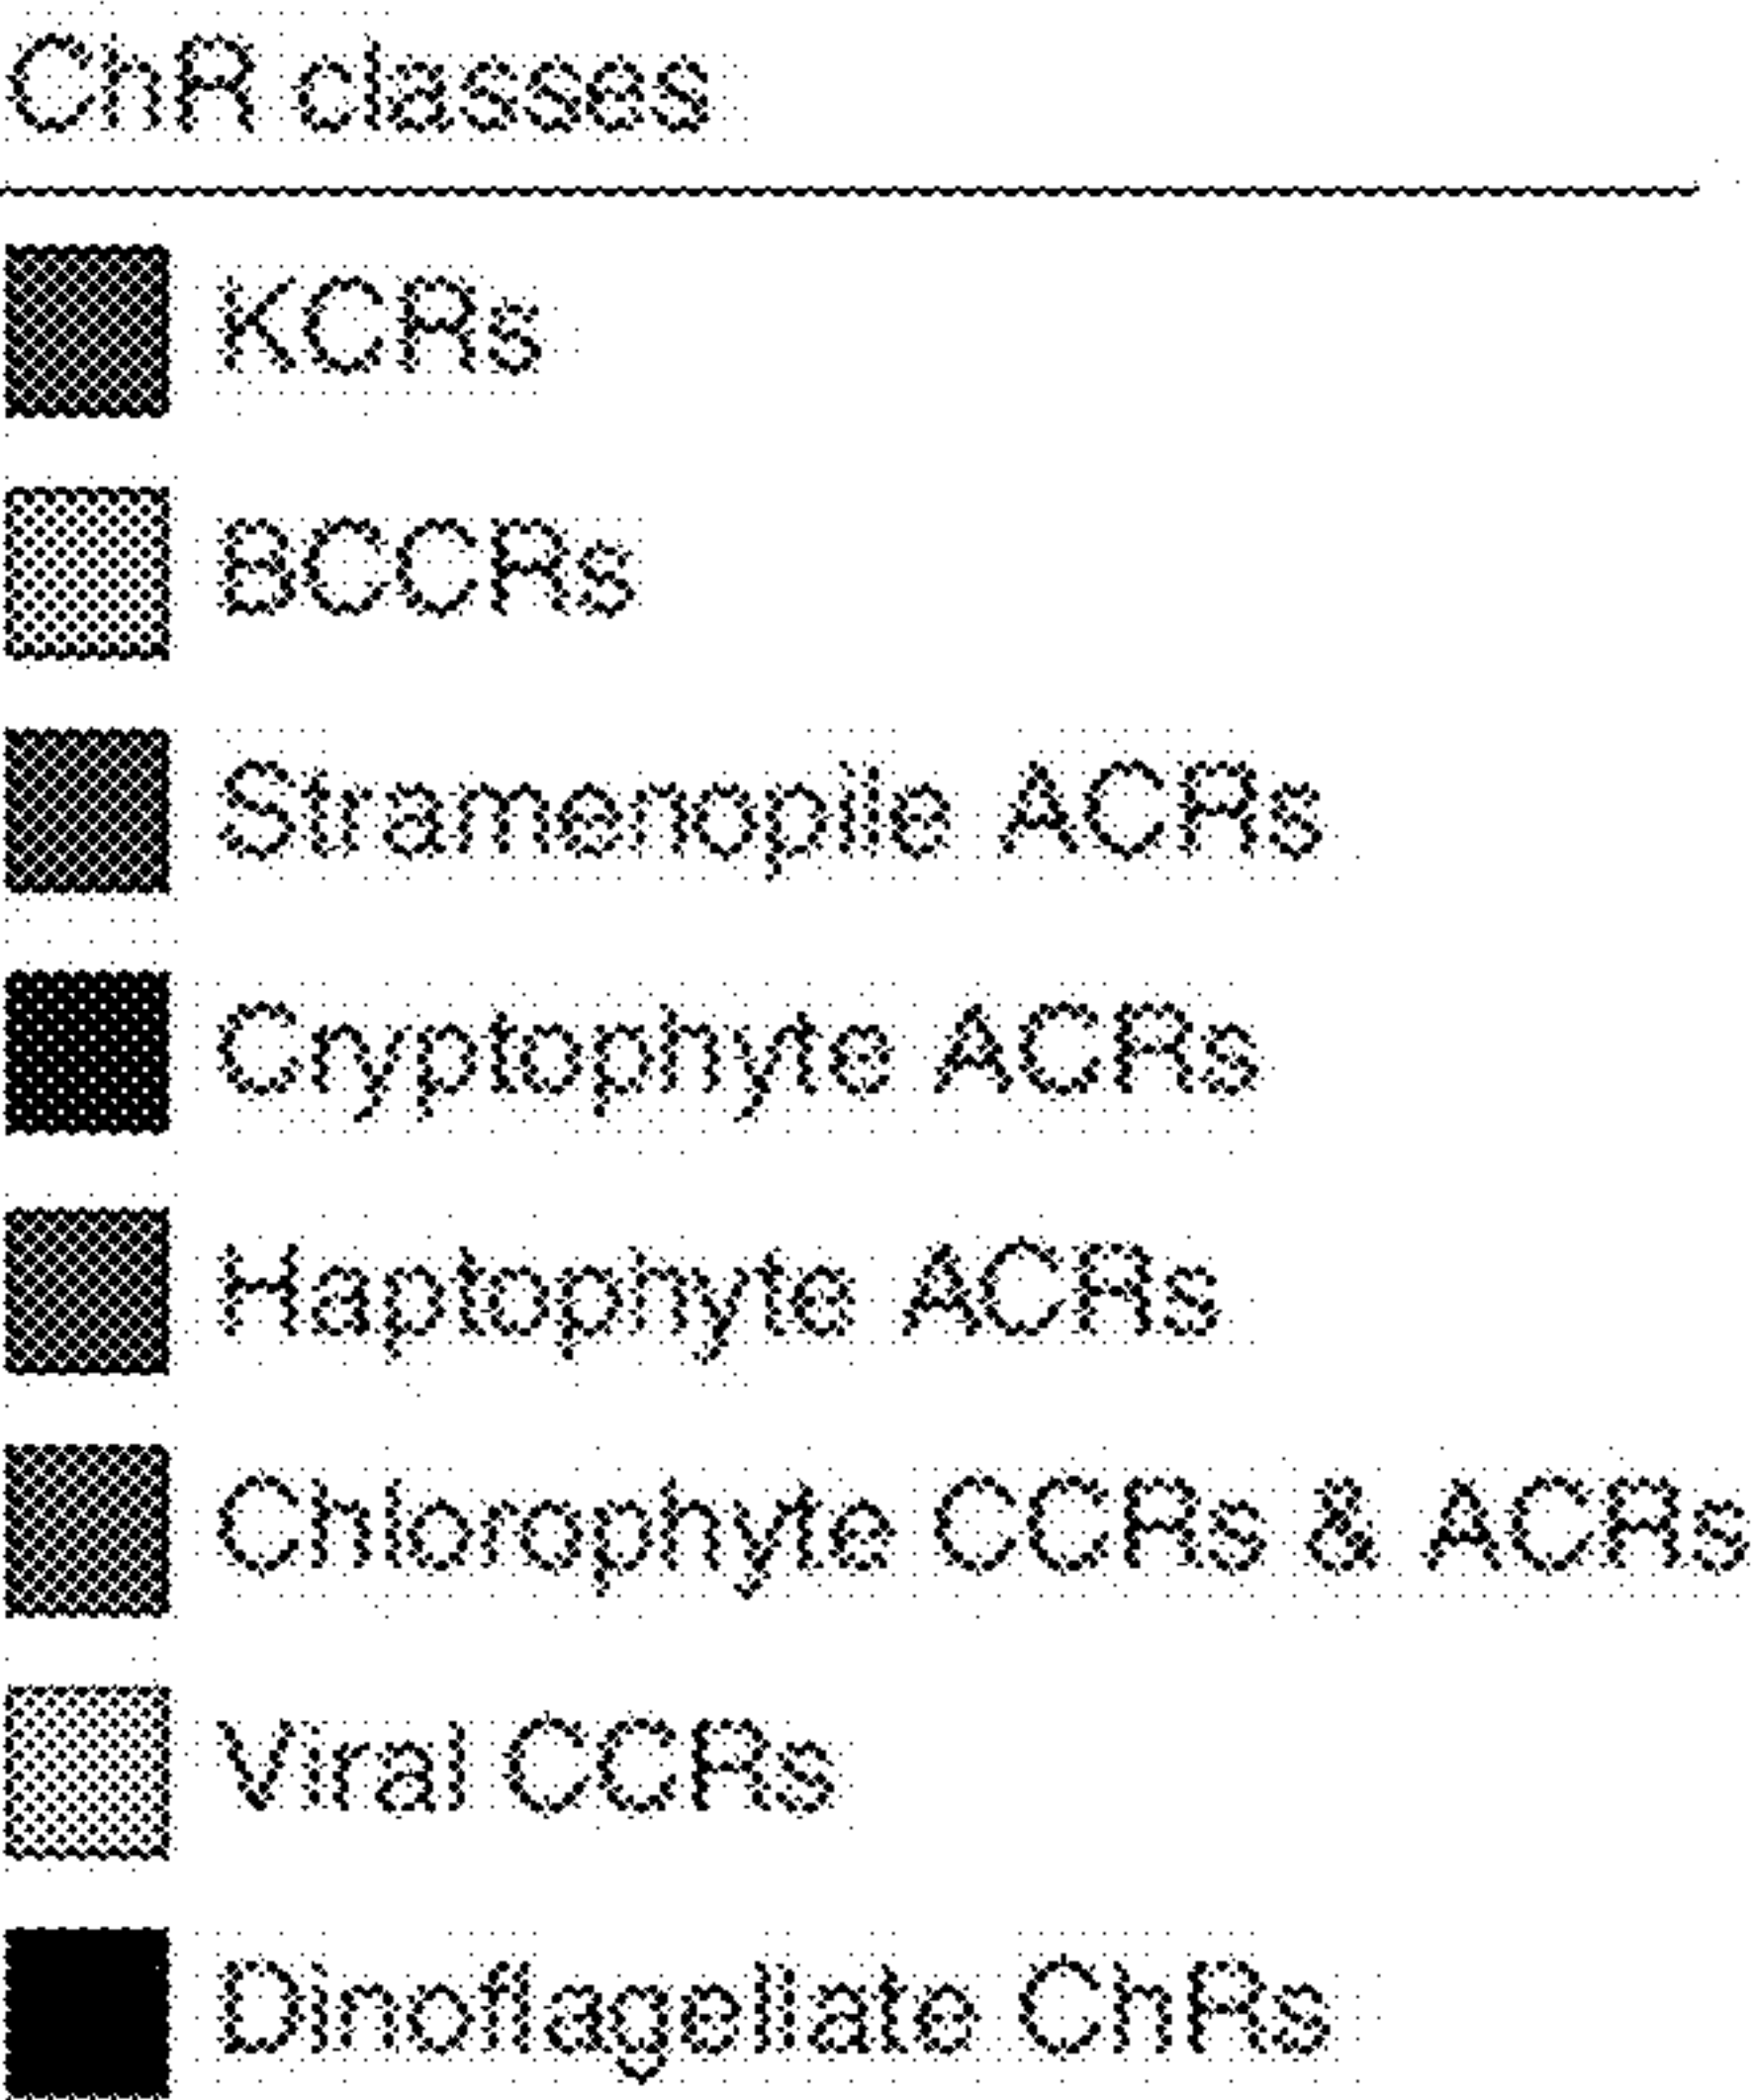 ChR classes
KCRs
BCCRs
Stramenopile ACRs
Cryptophyte ACRs
Haptophyte ACRs
Chlorophyte CCRs & ACRs
Viral CCRs
Dinoflagellate ChRs